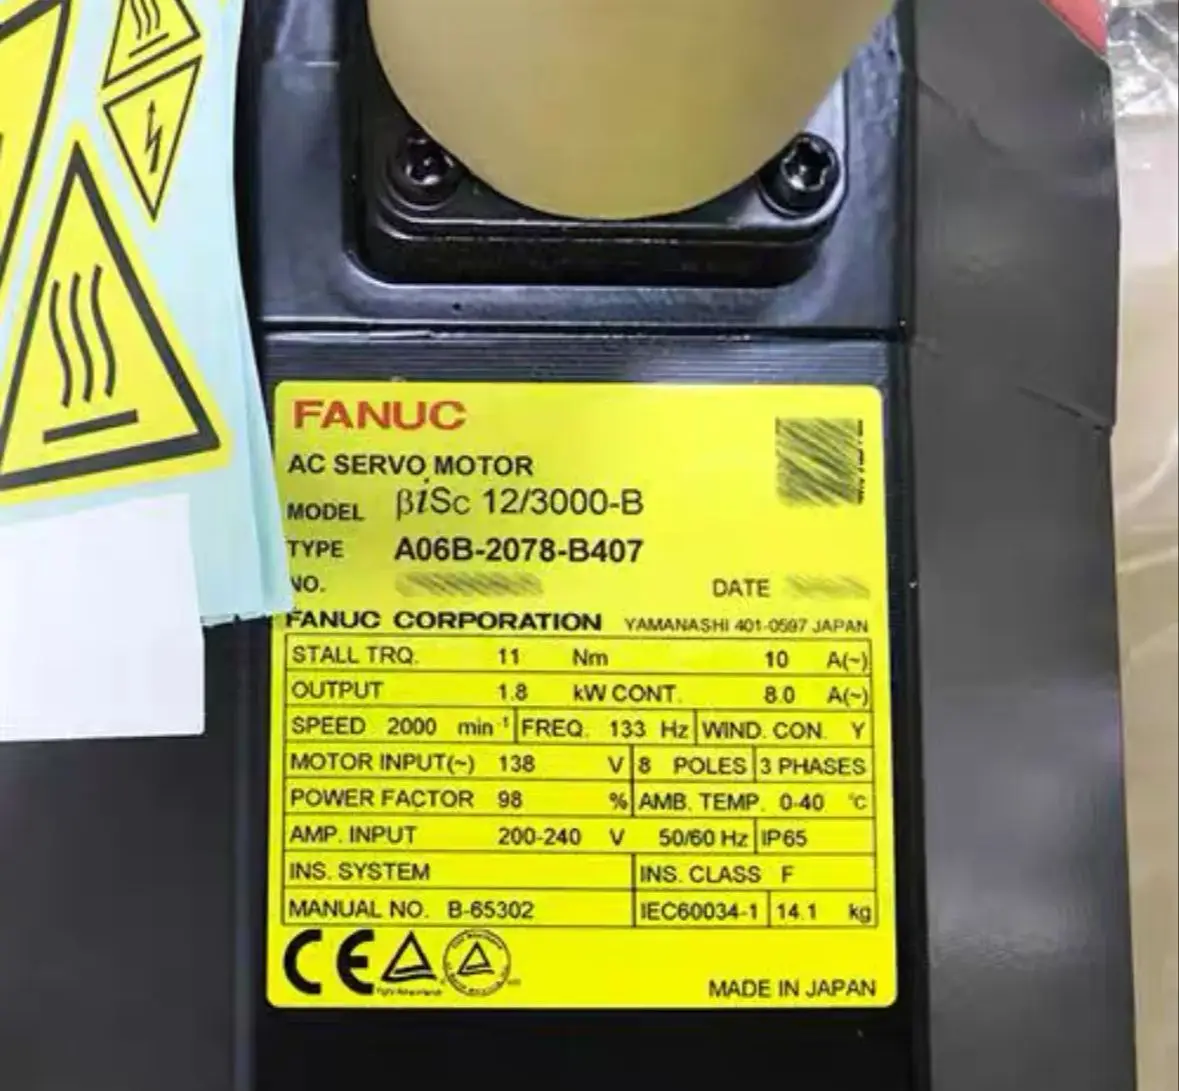 FANUC
AC SERVO MOTOR
MODEL βiSc 12/3000-B
TYPE A06B-2078-B407
NO. DATE
FANUC CORPORATION YAMANASHI 401-0597 JAPAN
STALL TRQ. 11 Nm 10 A(~)
OUTPUT 1.8 kW CONT. 8.0 A(~)
SPEED 2000 min⁻¹ FREQ. 133 Hz WIND. CON. Y
MOTOR INPUT(~) 138 V 8 POLES 3 PHASES
POWER FACTOR 98 % AMB. TEMP. 0-40 °C
AMP. INPUT 200-240 V 50/60 Hz IP65
INS. SYSTEM INS. CLASS F
MANUAL NO. B-65302 IEC60034-1 14.1 kg
CE
MADE IN JAPAN